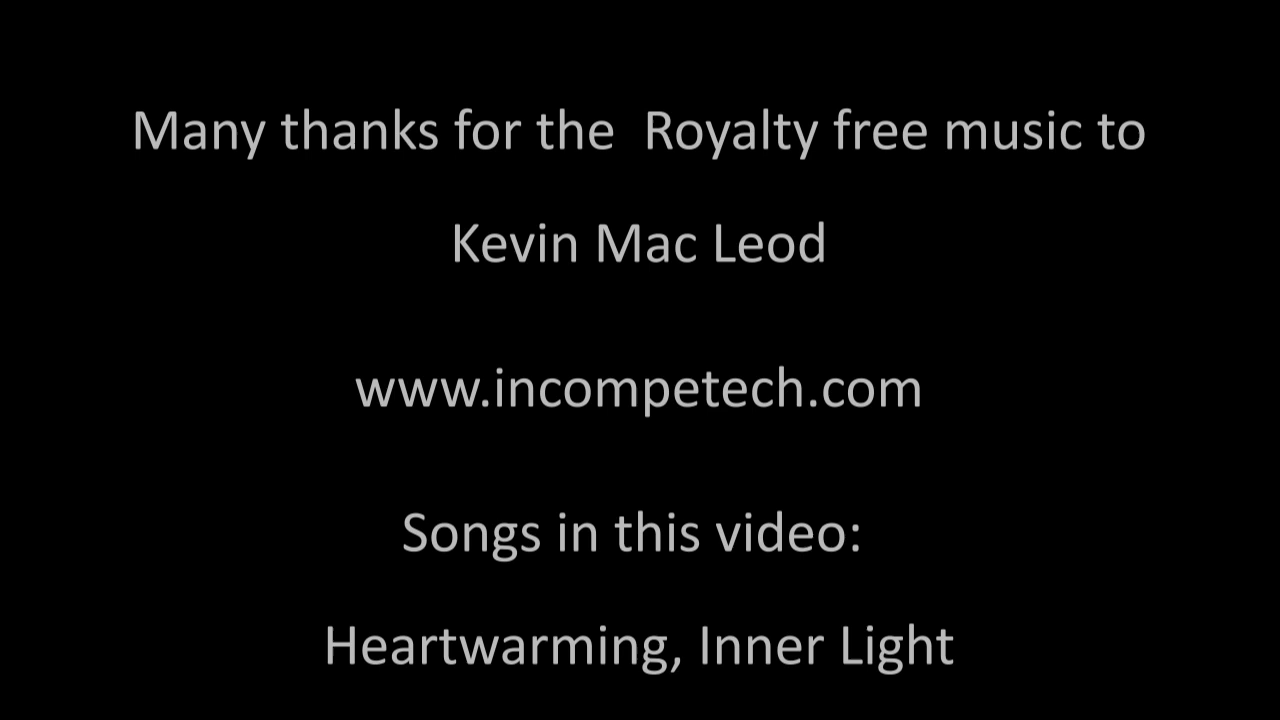 Many thanks for the  Royalty free music to
Kevin Mac Leod
www.incompetech.com
Songs in this video:
Heartwarming, Inner Light